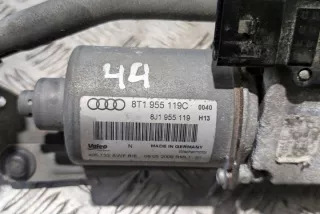 44
8T1 955 119C 0040
8J1 955 119 H13
Valeo N MADE IN GERMANY